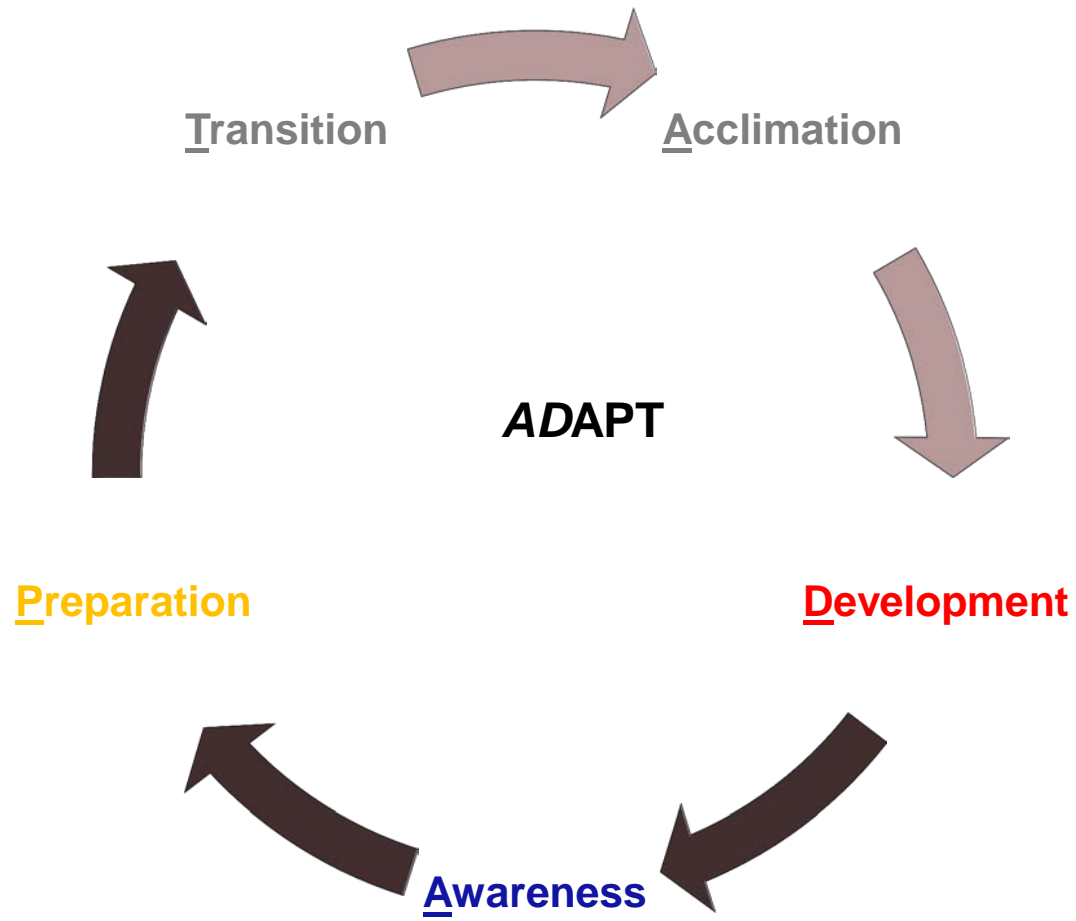 Transition
Acclimation
ADAPT
Preparation
Development
Awareness